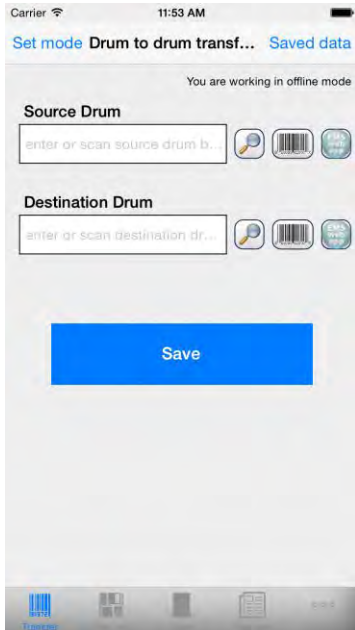 Carrier 11:53 AM
Set mode Drum to drum transf... Saved data
You are working in offline mode
Source Drum
enter or scan source drum b...
Destination Drum
enter or scan destination dr...
Save